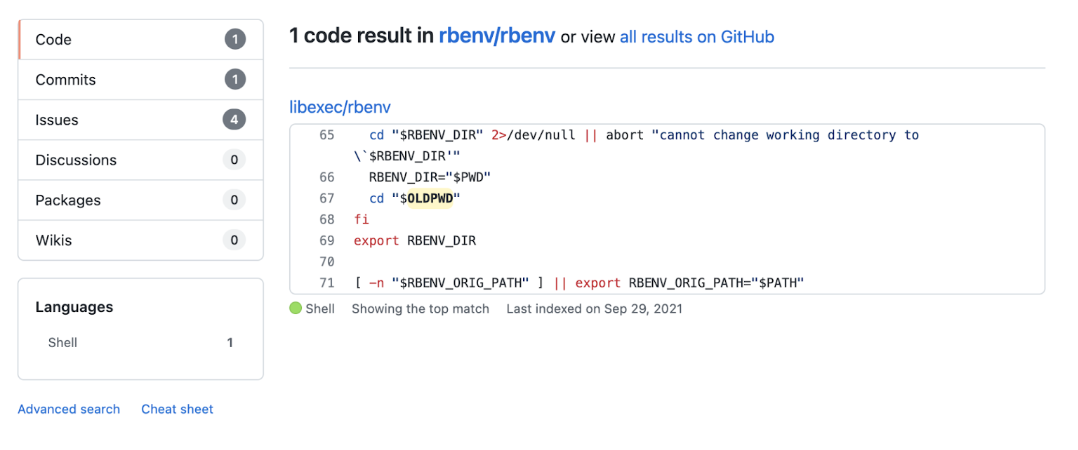 Code 1
Commits 1
Issues 4
Discussions 0
Packages 0
Wikis 0
Languages
Shell 1
Advanced search Cheat sheet
1 code result in rbenv/rbenv or view all results on GitHub
libexec/rbenv
65 cd "$RBENV_DIR" 2>/dev/null || abort "cannot change working directory to
\`$RBENV_DIR'"
66 RBENV_DIR="$PWD"
67 cd "$OLDPWD"
68 fi
69 export RBENV_DIR
70
71 [ -n "$RBENV_ORIG_PATH" ] || export RBENV_ORIG_PATH="$PATH"
Shell Showing the top match Last indexed on Sep 29, 2021